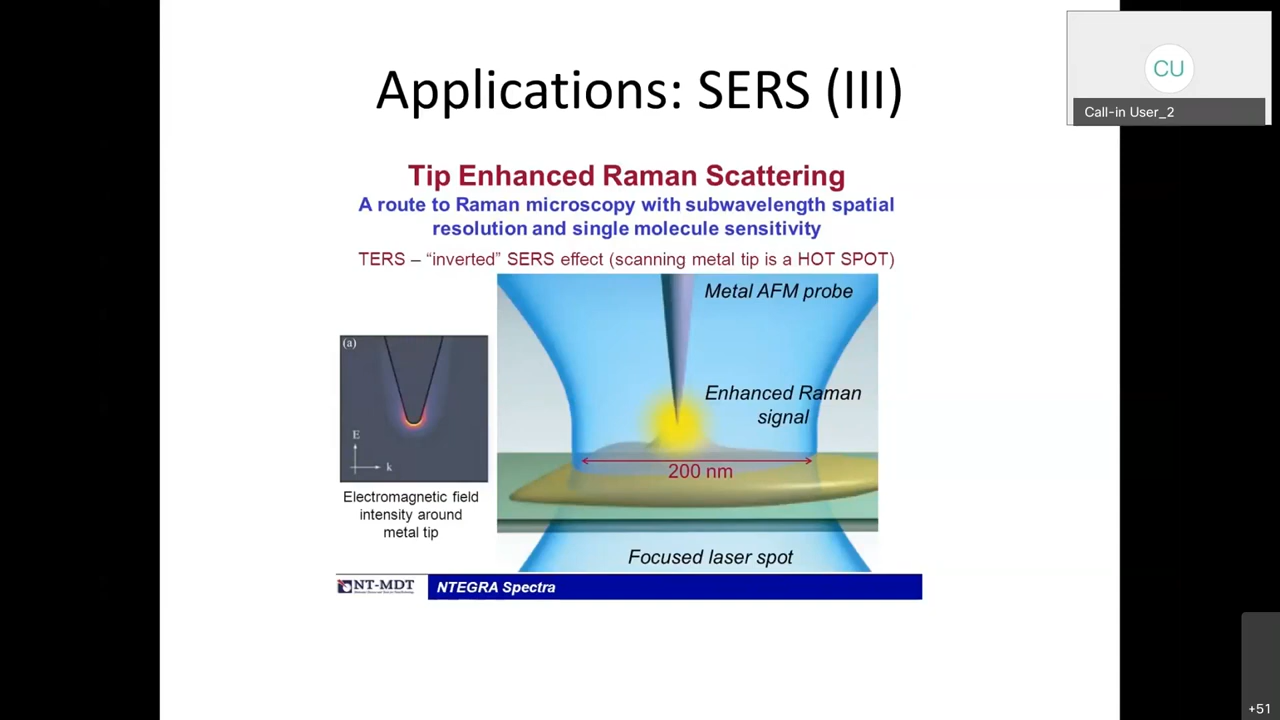 Applications: SERS (III)
CU
Call-in User_2
Tip Enhanced Raman Scattering
A route to Raman microscopy with subwavelength spatial
resolution and single molecule sensitivity
TERS – “inverted” SERS effect (scanning metal tip is a HOT SPOT)
(a)
E
k
Electromagnetic field
intensity around
metal tip
Metal AFM probe
Enhanced Raman
signal
200 nm
Focused laser spot
NT-MDT
NTEGRA Spectra
+51